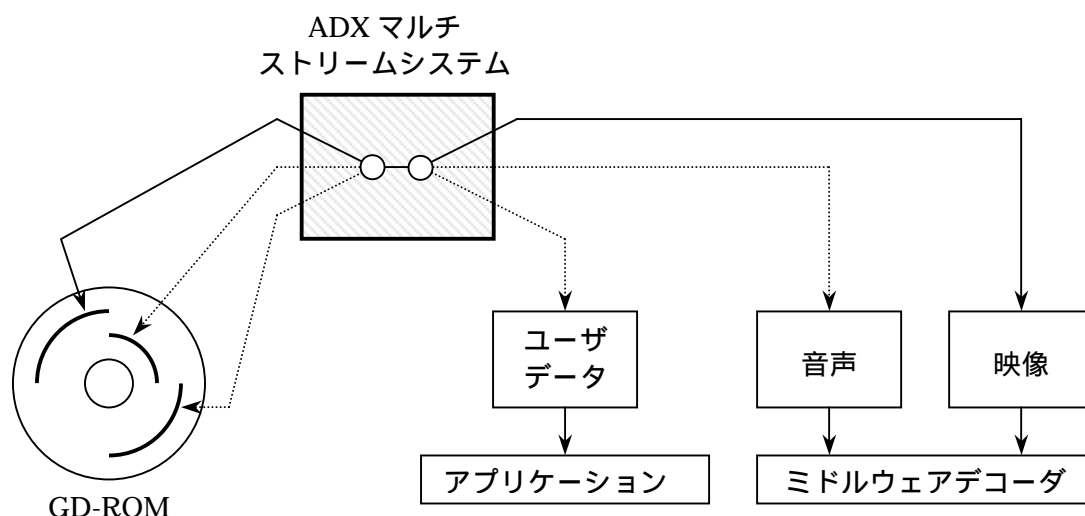 ADX マルチ
ストリームシステム
ユーザ
データ
音声
映像
アプリケーション
ミドルウェアデコーダ
GD-ROM